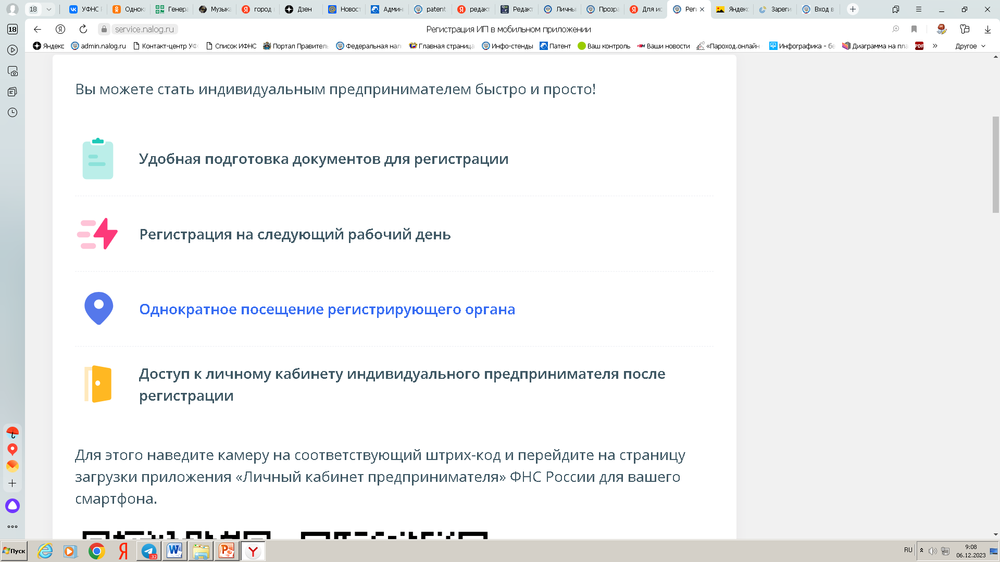 18
УФНС
Однокл
Генера
Музыка
город
Дзен
Новост
Админ
patent
редакт
Редакт
Личны
Прозра
Для ис
Реги
Яндекс
Зареги
Вход в
18
service.nalog.ru
Регистрация ИП в мобильном приложении
Яндекс
admin.nalog.ru
Контакт-центр УФ
Список ИФНС
Портал Правитель
Федеральная нал
Главная страница
Инфо-стенды
Патент
Ваш контроль
Ваши новости
«Пароход.онлайн
Инфографика - бе
Диаграмма на пла
PDF
»
Другое
Вы можете стать индивидуальным предпринимателем быстро и просто!
Удобная подготовка документов для регистрации
Регистрация на следующий рабочий день
Однократное посещение регистрирующего органа
Доступ к личному кабинету индивидуального предпринимателя после
регистрации
Для этого наведите камеру на соответствующий штрих-код и перейдите на страницу
загрузки приложения «Личный кабинет предпринимателя» ФНС России для вашего
смартфона.
Пуск
RU
9:08
06.12.2023